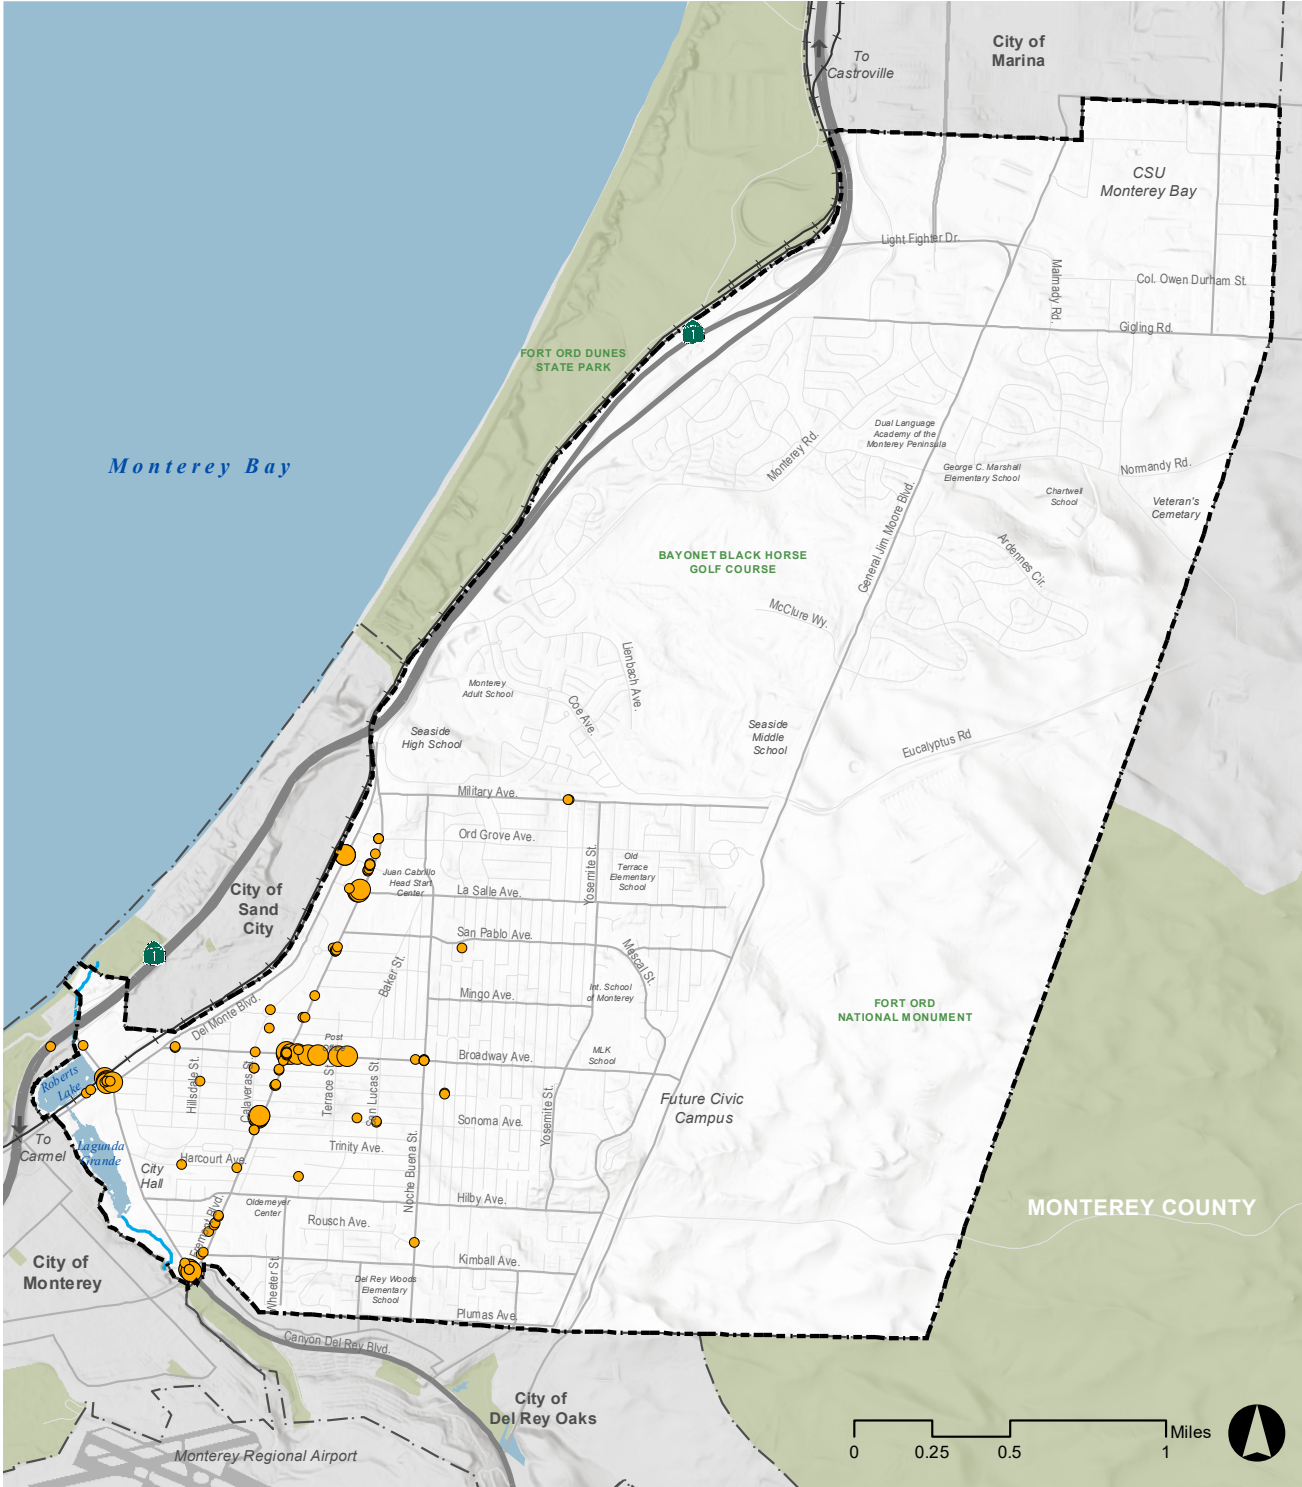 City of
Marina
To
Castroville
CSU
Monterey Bay
Light Fighter Dr.
Malmady Rd.
Col. Owen Durham St.
Gigling Rd.
1
FORT ORD DUNES
STATE PARK
Monterey Bay
Dual Language
Academy of the
Monterey Peninsula
Monterey Rd.
George C. Marshall
Elementary School
Normandy Rd.
Chartwell
School
Veteran's
Cemetary
General Jim Moore Blvd.
BAYONET BLACK HORSE
GOLF COURSE
Ardennes Cir.
McClure Wy.
Lienbach Ave.
Monterey
Adult School
Coe Ave.
Seaside
High School
Seaside
Middle
School
Eucalyptus Rd
Military Ave.
Ord Grove Ave.
Yosemite St.
Old
Terrace
Elementary
School
Juan Cabrillo
Head Start
Center
La Salle Ave.
City of
Sand
City
1
San Pablo Ave.
Mescal St.
Baker St.
Int. School
of Monterey
Mingo Ave.
FORT ORD
NATIONAL MONUMENT
Del Monte Blvd.
Post
Broadway Ave.
MLK
School
Roberts
Lake
Hillsdale St.
Calaveras St.
Terrace St.
San Lucas St.
Yosemite St.
Future Civic
Campus
Sonoma Ave.
To
Carmel
Lagunda
Grande
Trinity Ave.
Harcourt Ave.
City
Hall
Noche Buena St.
Hilby Ave.
Oldemeyer
Center
MONTEREY COUNTY
Fremont Blvd.
Rousch Ave.
City of
Monterey
Kimball Ave.
Wheeler St.
Del Rey Woods
Elementary
School
Plumas Ave.
Canyon Del Rey Blvd.
City of
Del Rey Oaks
Monterey Regional Airport
Miles
0
0.25
0.5
1